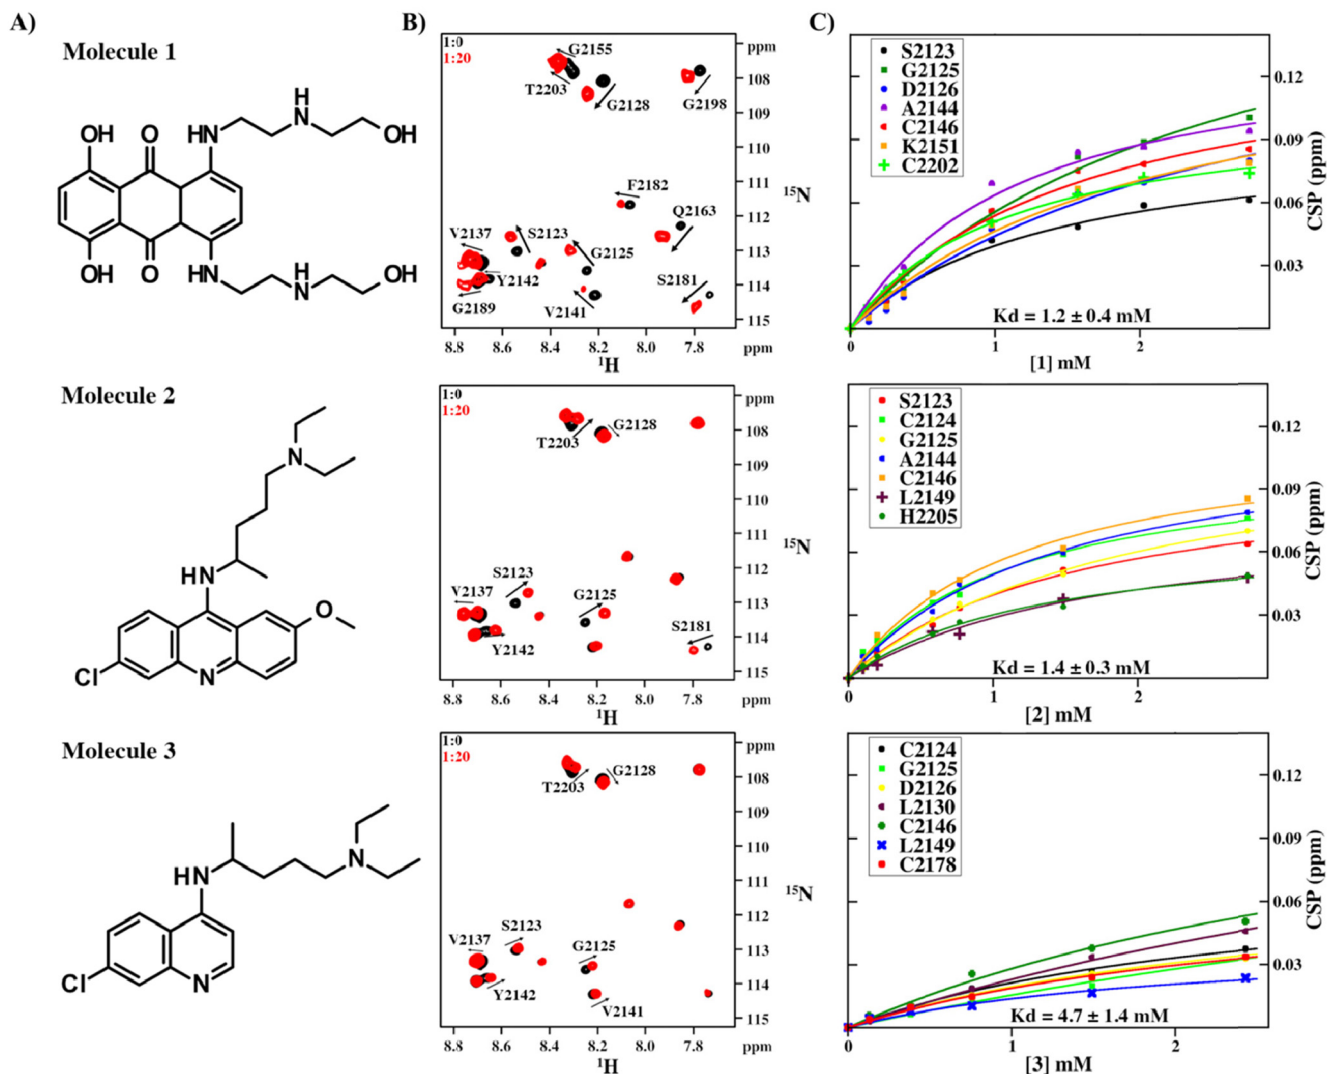 A)
Molecule 1
OH
O
HN
H
N
OH
OH
O
HN
N
H
OH
B)
1:0
1:20
G2155
T2203
G2128
G2198
F2182
Q2163
V2137
S2123
G2125
Y2142
S2181
G2189
V2141
ppm
108
109
110
111
112
113
114
115
15N
8.8
8.6
8.4
8.2
8.0
7.8
ppm
1H
C)
S2123
G2125
D2126
A2144
C2146
K2151
C2202
Kd = 1.2 ± 0.4 mM
0
1
2
[1] mM
0.12
0.09
0.06
0.03
CSP (ppm)
Molecule 2
N
HN
O
Cl
N
1:0
1:20
T2203
G2128
S2123
V2137
G2125
Y2142
S2181
ppm
108
109
110
111
112
113
114
115
15N
8.8
8.6
8.4
8.2
8.0
7.8
ppm
1H
S2123
C2124
G2125
A2144
C2146
L2149
H2205
Kd = 1.4 ± 0.3 mM
0
1
2
[2] mM
0.12
0.09
0.06
0.03
CSP (ppm)
Molecule 3
HN
N
Cl
N
1:0
1:20
T2203
G2128
S2123
V2137
G2125
Y2142
V2141
ppm
108
109
110
111
112
113
114
115
15N
8.8
8.6
8.4
8.2
8.0
7.8
ppm
1H
C2124
G2125
D2126
L2130
C2146
L2149
C2178
Kd = 4.7 ± 1.4 mM
0
1
2
[3] mM
0.12
0.09
0.06
0.03
CSP (ppm)